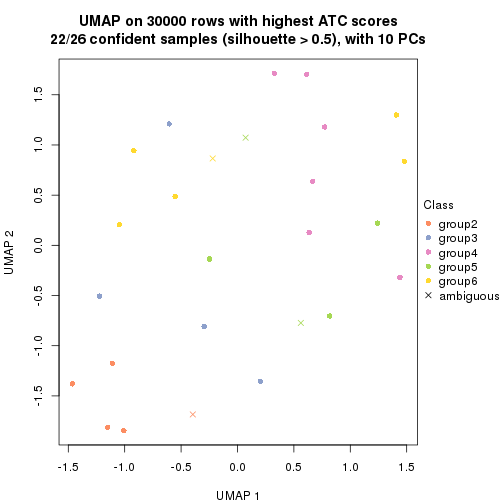 UMAP on 30000 rows with highest ATC scores
22/26 confident samples (silhouette > 0.5), with 10 PCs
UMAP 2
1.5
1.0
0.5
0.0
-0.5
-1.0
-1.5
-1.5 -1.0 -0.5 0.0 0.5 1.0 1.5
UMAP 1
Class
group2
group3
group4
group5
group6
ambiguous